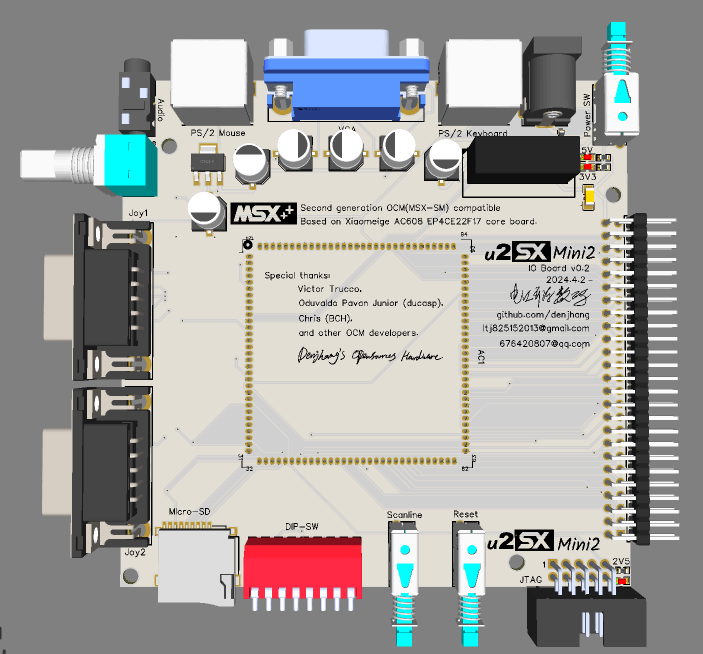 Audio
PS/2 Mouse
VGA
PS/2 Keyboard
Power SW
5V
3V3
Joy1
MSX++
Second generation OCM(MSX-SM) compatible
Based on Xiaomeige AC608 EP4CE22F17 core board.
Special thanks:
Victor Trucco.
Oduvaldo Pavan Junior (ducasp).
Chris (BCH).
and other OCM developers.
Denjhang's OpenSources Hardware
u2SX Mini2
IO Board v0.2
2024.4.2
github.com/denjhang
ltj825152013@gmail.com
676420807@qq.com
AC1
Micro-SD
DIP-SW
Scanline
Reset
u2SX Mini2
Joy2
1
2V5
JTAG